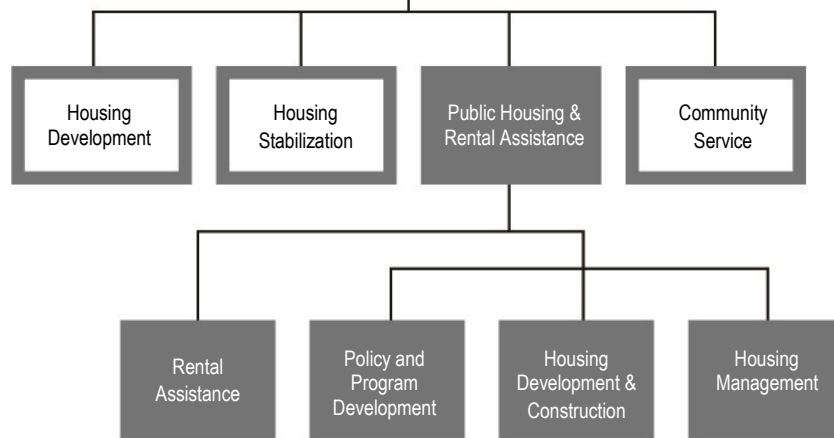 Housing
Development
Housing
Stabilization
Public Housing &
Rental Assistance
Community
Service
Rental
Assistance
Policy and
Program
Development
Housing
Development &
Construction
Housing
Management